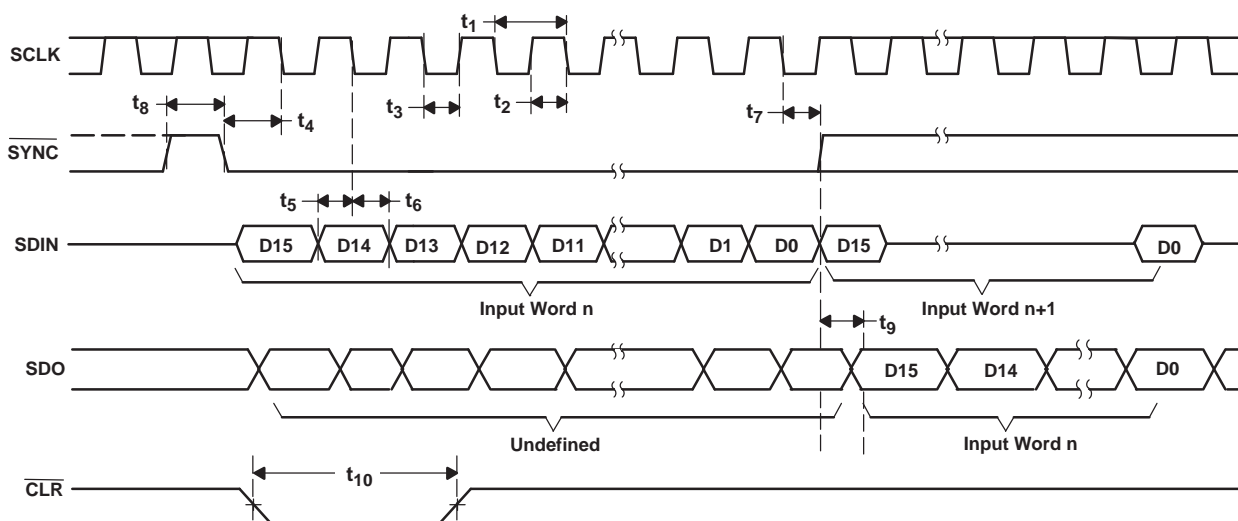 t1
SCLK
t8
t4
t3
t2
t7
SYNC
t5
t6
SDIN
D15
D14
D13
D12
D11
D1
D0
D15
D0
Input Word n
Input Word n+1
t9
SDO
D15
D14
D0
Undefined
Input Word n
t10
CLR